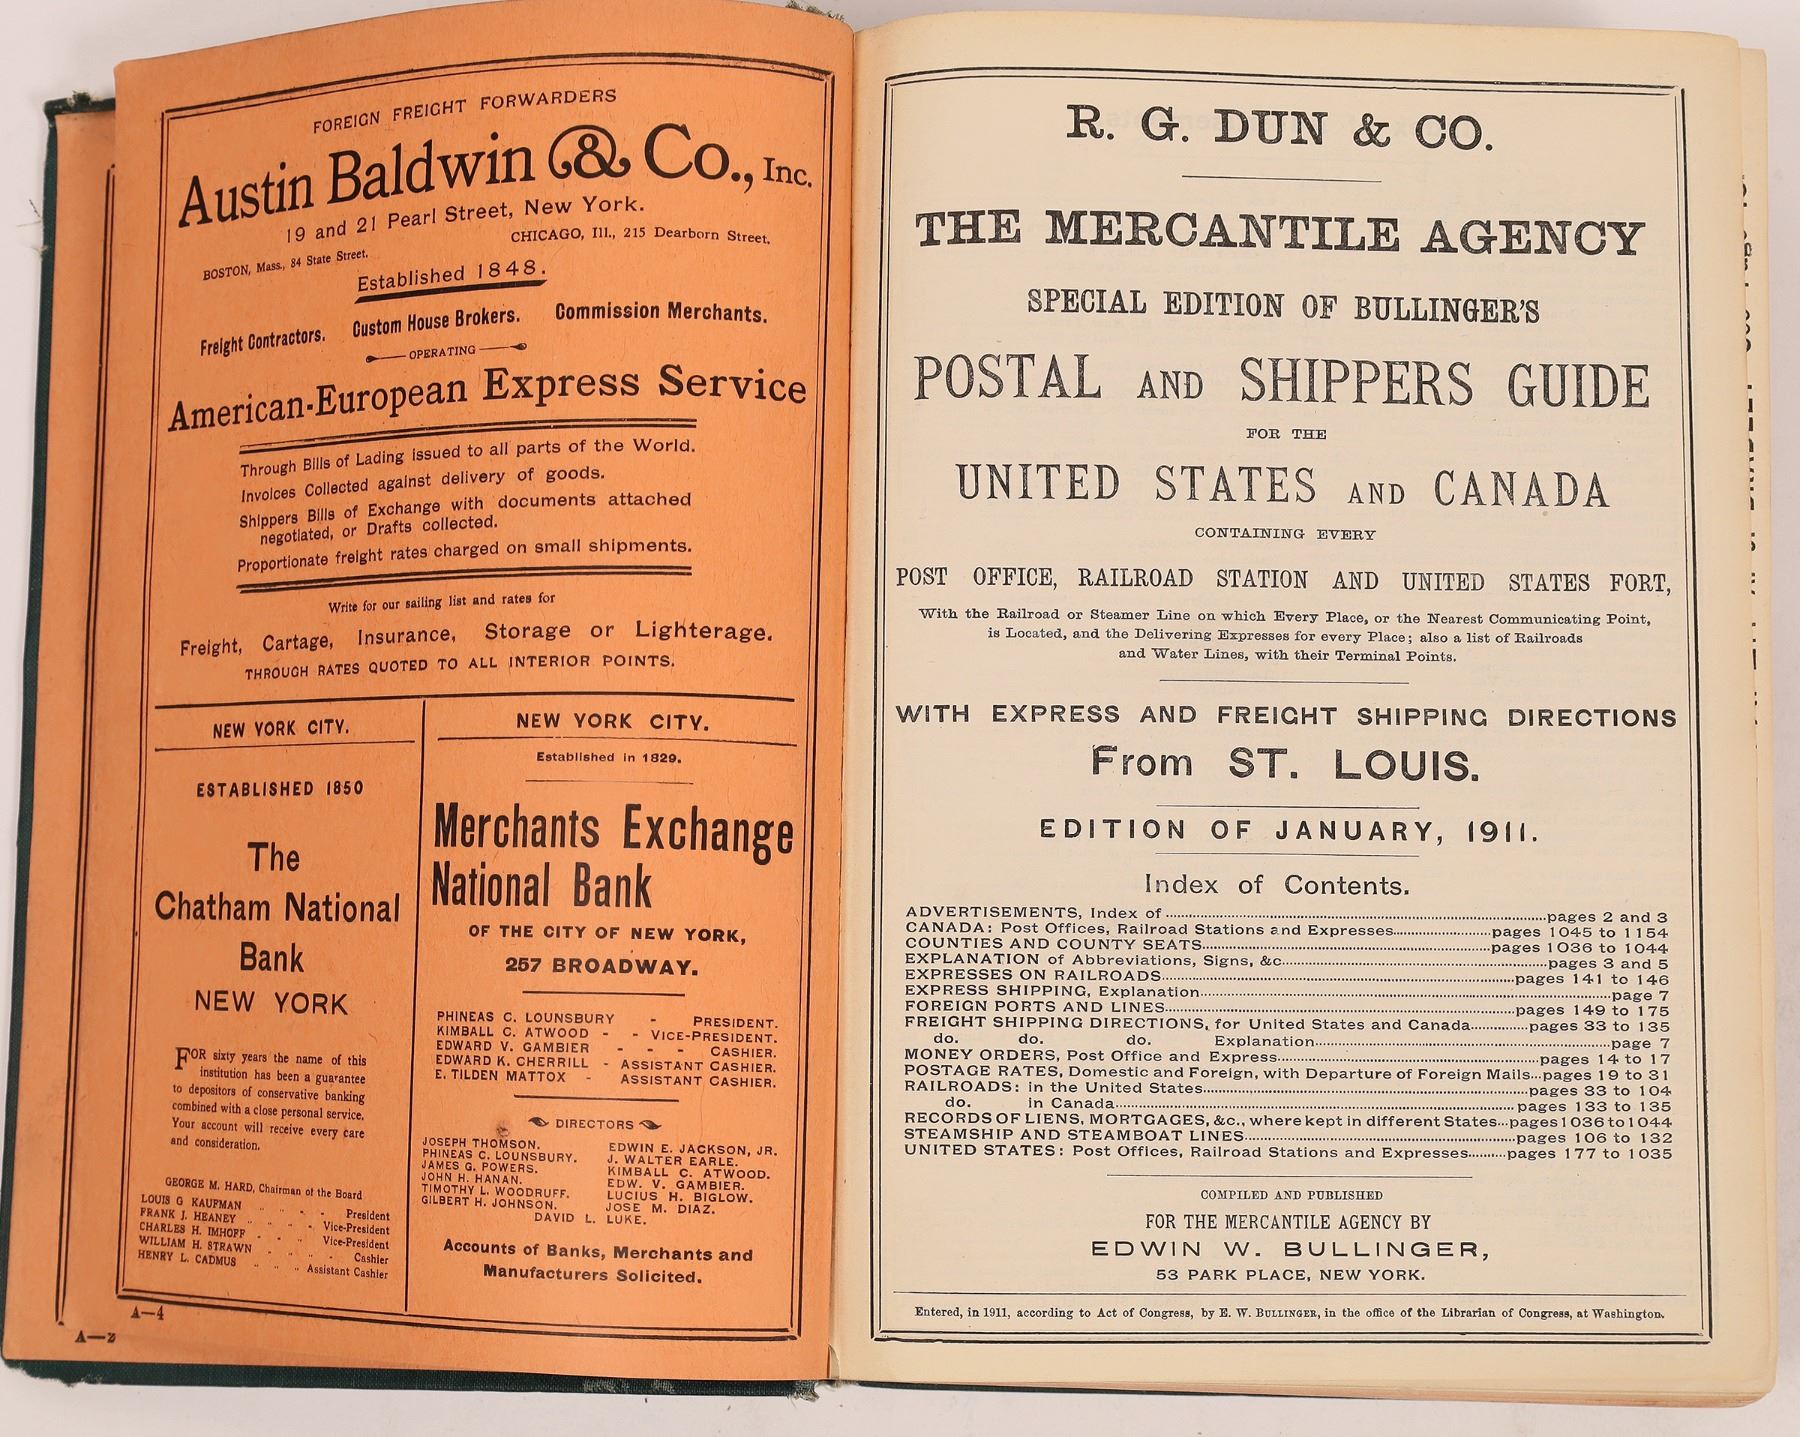 FOREIGN FREIGHT FORWARDERS
Austin Baldwin & Co., Inc.
19 and 21 Pearl Street, New York.
BOSTON, Mass., 84 State Street.
CHICAGO, Ill., 215 Dearborn Street.
Established 1848.
Freight Contractors. Custom House Brokers. Commission Merchants.
OPERATING
American-European Express Service
Through Bills of Lading issued to all parts of the World.
Invoices Collected against delivery of goods.
Shippers Bills of Exchange with documents attached
negotiated, or Drafts collected.
Proportionate freight rates charged on small shipments.
Write for our sailing list and rates for
Freight, Cartage, Insurance, Storage or Lighterage.
THROUGH RATES QUOTED TO ALL INTERIOR POINTS.
NEW YORK CITY.
ESTABLISHED 1850
The
Chatham National
Bank
NEW YORK
FOR sixty years the name of this
institution has been a guarantee
to depositors of conservative banking
combined with a close personal service.
Your account will receive every care
and consideration.
GEORGE M. HARD, Chairman of the Board
LOUIS G KAUFMAN - - - - President
FRANK J. HEANEY - - - - Vice-President
CHARLES H. IMHOFF - - - Vice-President
WILLIAM H. STRAWN - - - - Cashier
HENRY L. CADMUS - - - Assistant Cashier
NEW YORK CITY.
Established in 1829.
Merchants Exchange
National Bank
OF THE CITY OF NEW YORK,
257 BROADWAY.
PHINEAS C. LOUNSBURY - PRESIDENT.
KIMBALL C. ATWOOD - - VICE-PRESIDENT.
EDWARD V. GAMBIER - - - CASHIER.
EDWARD K. CHERRILL - ASSISTANT CASHIER.
E. TILDEN MATTOX - ASSISTANT CASHIER.
DIRECTORS
JOSEPH THOMSON. EDWIN E. JACKSON, JR.
PHINEAS C. LOUNSBURY. J. WALTER EARLE.
JAMES G. POWERS. KIMBALL C. ATWOOD.
JOHN H. HANAN. EDW. V. GAMBIER.
TIMOTHY L. WOODRUFF. LUCIUS H. BIGLOW.
GILBERT H. JOHNSON. JOSE M. DIAZ.
DAVID L. LUKE.
Accounts of Banks, Merchants and
Manufacturers Solicited.
A—4
A—z
R. G. DUN & CO.
THE MERCANTILE AGENCY
SPECIAL EDITION OF BULLINGER'S
POSTAL AND SHIPPERS GUIDE
FOR THE
UNITED STATES AND CANADA
CONTAINING EVERY
POST OFFICE, RAILROAD STATION AND UNITED STATES FORT,
With the Railroad or Steamer Line on which Every Place, or the Nearest Communicating Point,
is Located, and the Delivering Expresses for every Place; also a list of Railroads
and Water Lines, with their Terminal Points.
WITH EXPRESS AND FREIGHT SHIPPING DIRECTIONS
From ST. LOUIS.
EDITION OF JANUARY, 1911.
Index of Contents.
ADVERTISEMENTS, Index of ........ pages 2 and 3
CANADA: Post Offices, Railroad Stations and Expresses........ pages 1045 to 1154
COUNTIES AND COUNTY SEATS........ pages 1036 to 1044
EXPLANATION of Abbreviations, Signs, &c........ pages 3 and 5
EXPRESSES ON RAILROADS........ pages 141 to 146
EXPRESS SHIPPING, Explanation........ page 7
FOREIGN PORTS AND LINES........ pages 149 to 175
FREIGHT SHIPPING DIRECTIONS, for United States and Canada........ pages 33 to 135
do. do. do. Explanation........ page 7
MONEY ORDERS, Post Office and Express........ pages 14 to 17
POSTAGE RATES, Domestic and Foreign, with Departure of Foreign Mails...pages 19 to 31
RAILROADS: in the United States........ pages 33 to 104
do. in Canada........ pages 133 to 135
RECORDS OF LIENS, MORTGAGES, &c., where kept in different States...pages 1036 to 1044
STEAMSHIP AND STEAMBOAT LINES........ pages 106 to 132
UNITED STATES: Post Offices, Railroad Stations and Expresses........ pages 177 to 1035
COMPILED AND PUBLISHED
FOR THE MERCANTILE AGENCY BY
EDWIN W. BULLINGER,
53 PARK PLACE, NEW YORK.
Entered, in 1911, according to Act of Congress, by E. W. BULLINGER, in the office of the Librarian of Congress, at Washington.